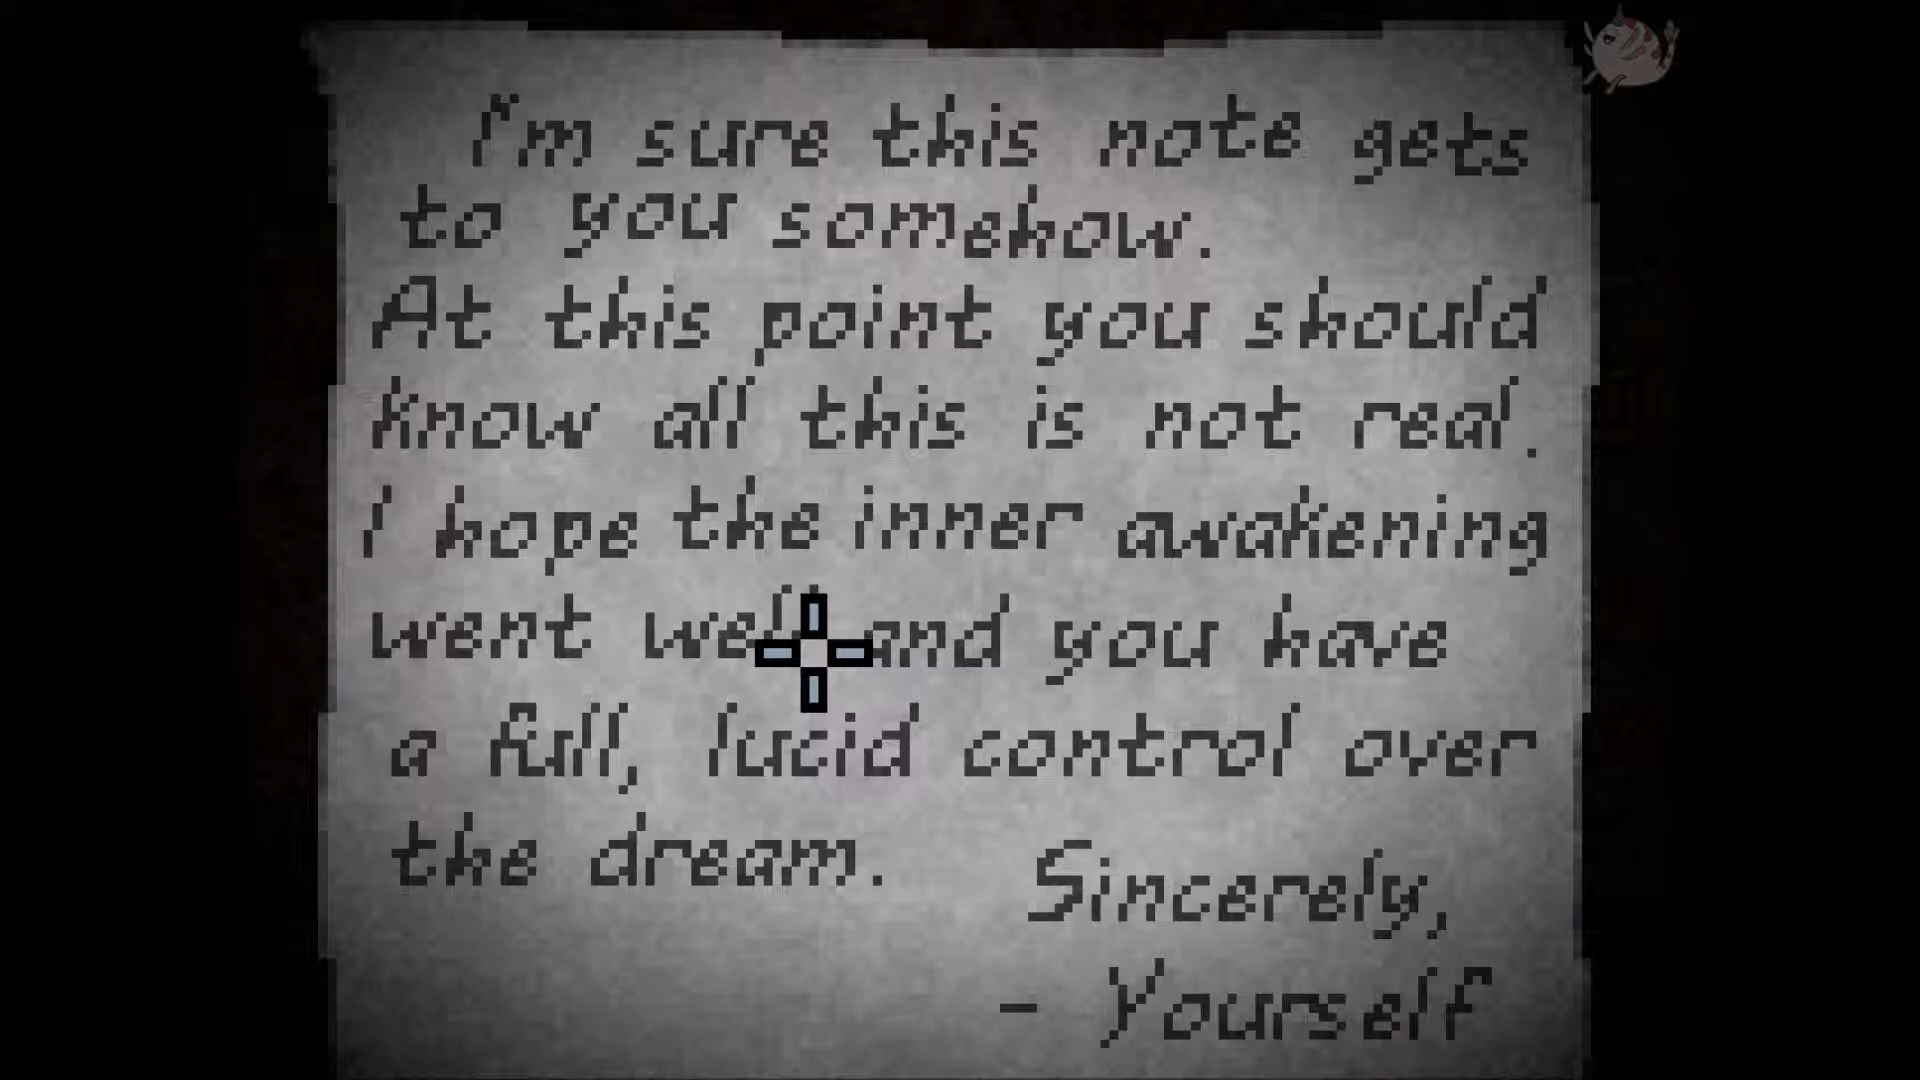 I'm sure this note gets
to you somehow.
At this point you should
know all this is not real.
I hope the inner awakening
went well and you have
a full, lucid control over
the dream.
Sincerely,
- Yourself